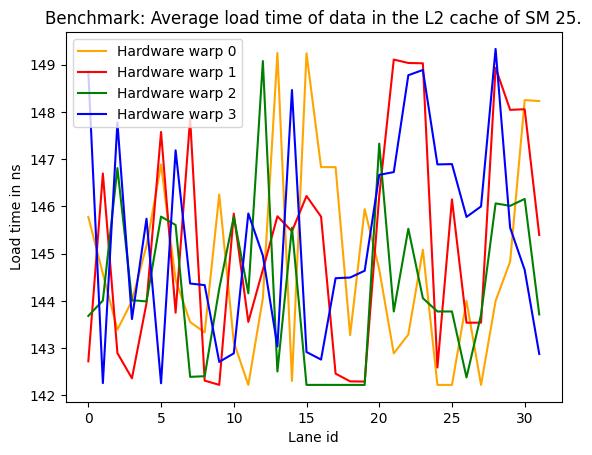 Benchmark: Average load time of data in the L2 cache of SM 25.
Hardware warp 0
Hardware warp 1
Hardware warp 2
Hardware warp 3
Load time in ns
149
148
147
146
145
144
143
142
0 5 10 15 20 25 30
Lane id